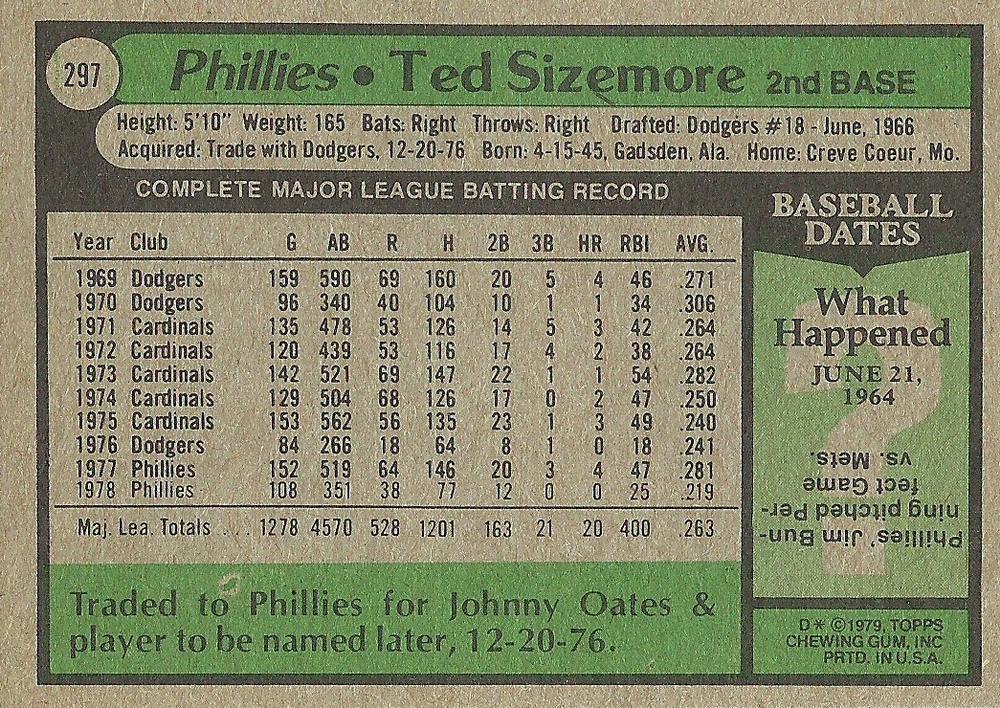 297 Phillies • Ted Sizemore 2nd BASE
Height: 5'10" Weight: 165 Bats: Right Throws: Right Drafted: Dodgers #18 - June, 1966
Acquired: Trade with Dodgers, 12-20-76 Born: 4-15-45, Gadsden, Ala. Home: Creve Coeur, Mo.
COMPLETE MAJOR LEAGUE BATTING RECORD
Year Club G AB R H 2B 3B HR RBI AVG.
1969 Dodgers 159 590 69 160 20 5 4 46 .271
1970 Dodgers 96 340 40 104 10 1 1 34 .306
1971 Cardinals 135 478 53 126 14 5 3 42 .264
1972 Cardinals 120 439 53 116 17 4 2 38 .264
1973 Cardinals 142 521 69 147 22 1 1 54 .282
1974 Cardinals 129 504 68 126 17 0 2 47 .250
1975 Cardinals 153 562 56 135 23 1 3 49 .240
1976 Dodgers 84 266 18 64 8 1 0 18 .241
1977 Phillies 152 519 64 146 20 3 4 47 .281
1978 Phillies 108 351 38 77 12 0 0 25 .219
Maj. Lea. Totals ... 1278 4570 528 1201 163 21 20 400 .263
Traded to Phillies for Johnny Oates &
player to be named later, 12-20-76.
BASEBALL
DATES
What
Happened
JUNE 21,
1964
Phillies' Jim Bun-
ning pitched Per-
fect Game
vs. Mets.
D* ©1979, TOPPS
CHEWING GUM, INC
PRTD. IN U.S.A.